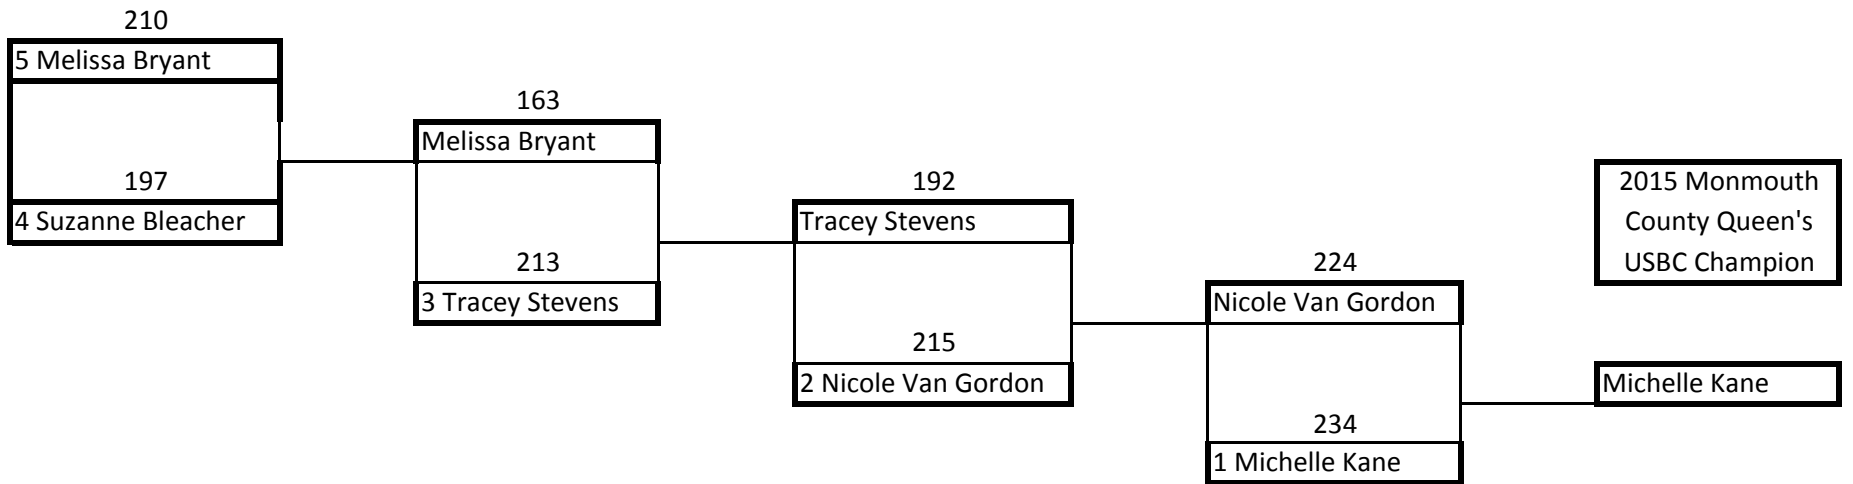 210
5 Melissa Bryant
197
4 Suzanne Bleacher
163
Melissa Bryant
213
3 Tracey Stevens
192
Tracey Stevens
215
2 Nicole Van Gordon
224
Nicole Van Gordon
234
1 Michelle Kane
2015 Monmouth
County Queen's
USBC Champion
Michelle Kane